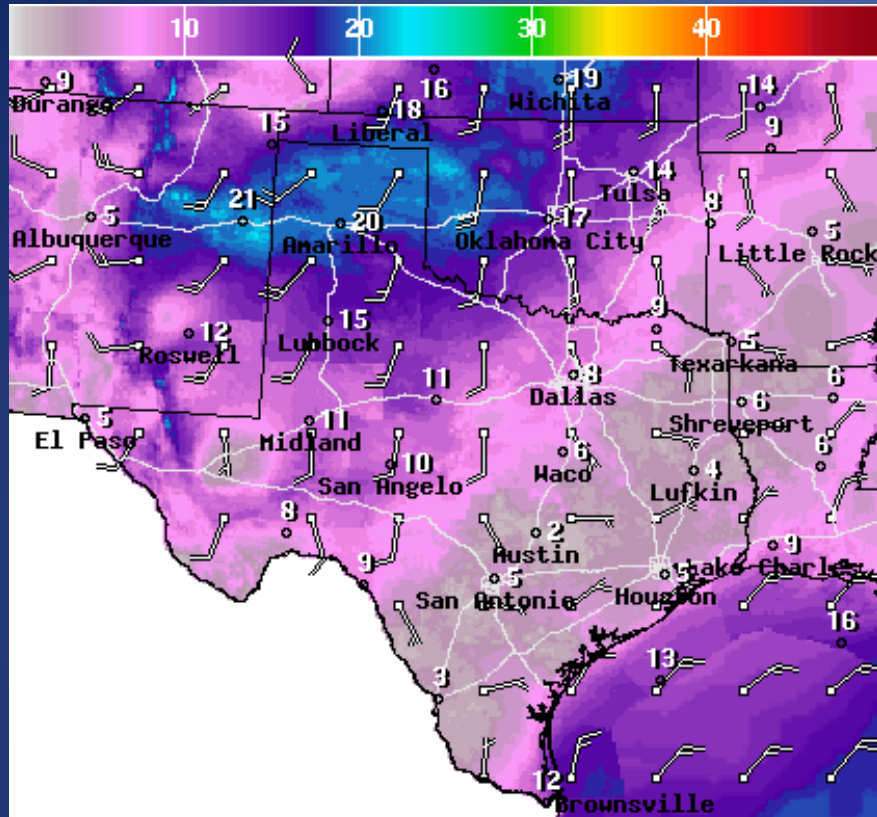 10 20 30 40
9
Durango
16
19
Wichita
14
18
Liberal
15
9
14
Tulsa
5
Albuquerque
21
20
Amarillo
17
Oklahoma City
8
5
Little Rock
12
Roswell
15
Lubbock
9
5
Texarkana
8
Dallas
11
6
6
Shreveport
5
El Paso
11
Midland
10
San Angelo
6
Waco
4
Lufkin
6
8
2
Austin
9
Lake Charles
9
5
San Antonio
5
Houston
16
13
3
12
Brownsville